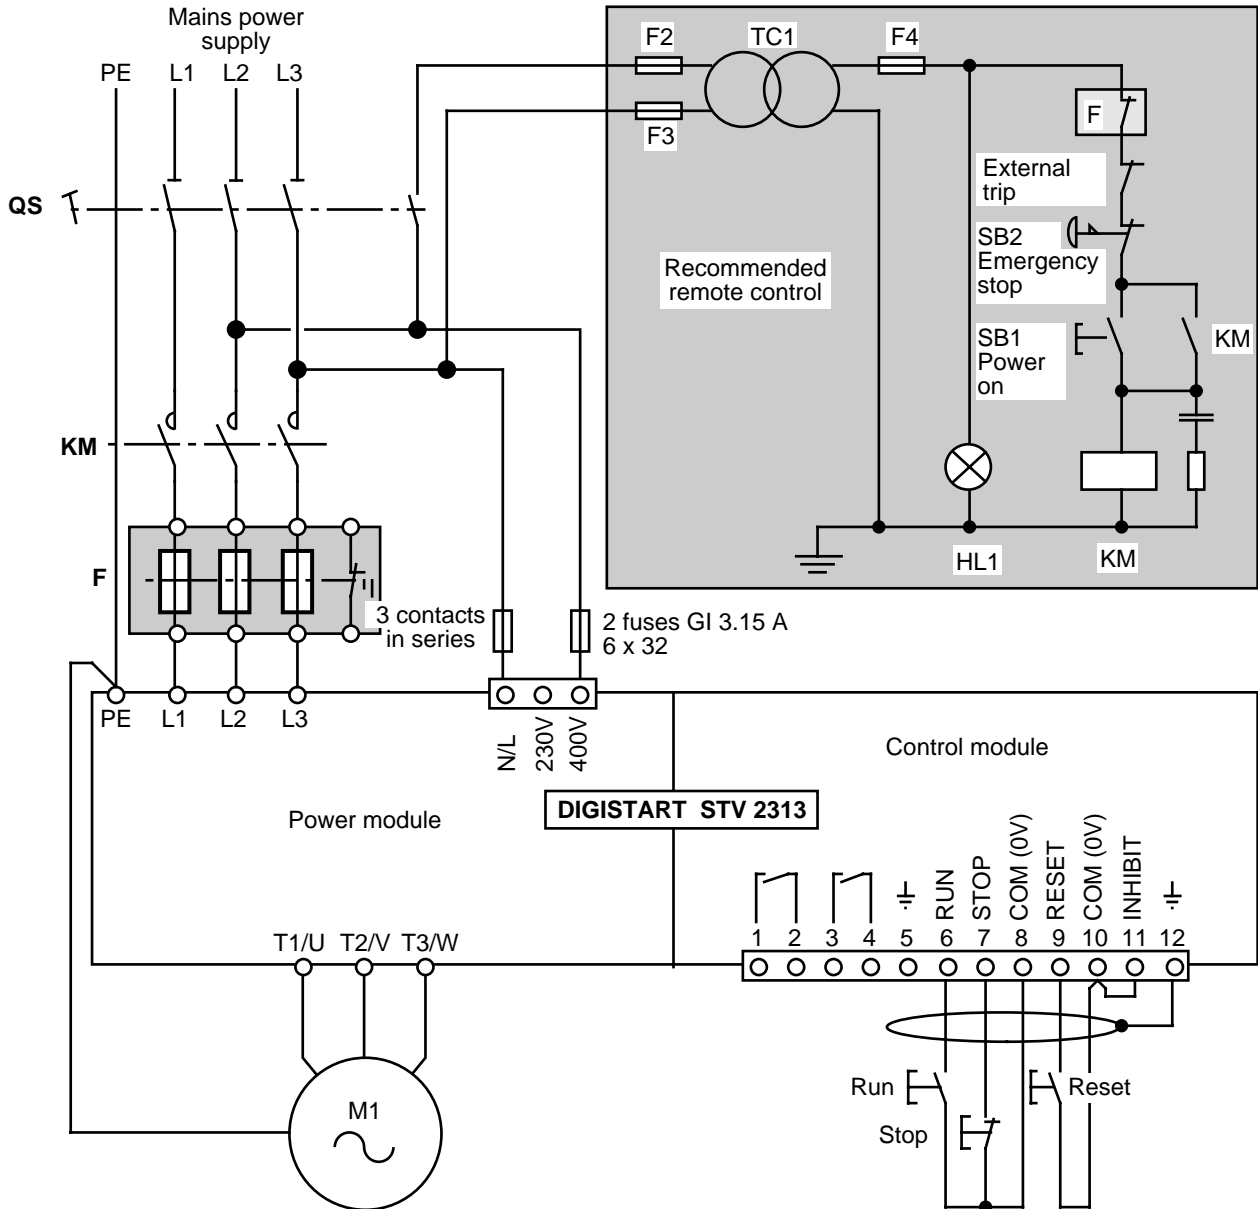 Mains power
supply
PE L1 L2 L3
F2 TC1 F4
F3
F
External
trip
QS
SB2
Emergency
stop
Recommended
remote control
SB1
Power
on
KM
KM
HL1 KM
F
3 contacts
in series
2 fuses GI 3.15 A
6 x 32
PE L1 L2 L3
N/L
230V
400V
Control module
DIGISTART STV 2313
Power module
RUN
STOP
COM (0V)
RESET
COM (0V)
INHIBIT
T1/U T2/V T3/W
1 2 3 4 5 6 7 8 9 10 11 12
Run
Reset
M1
Stop